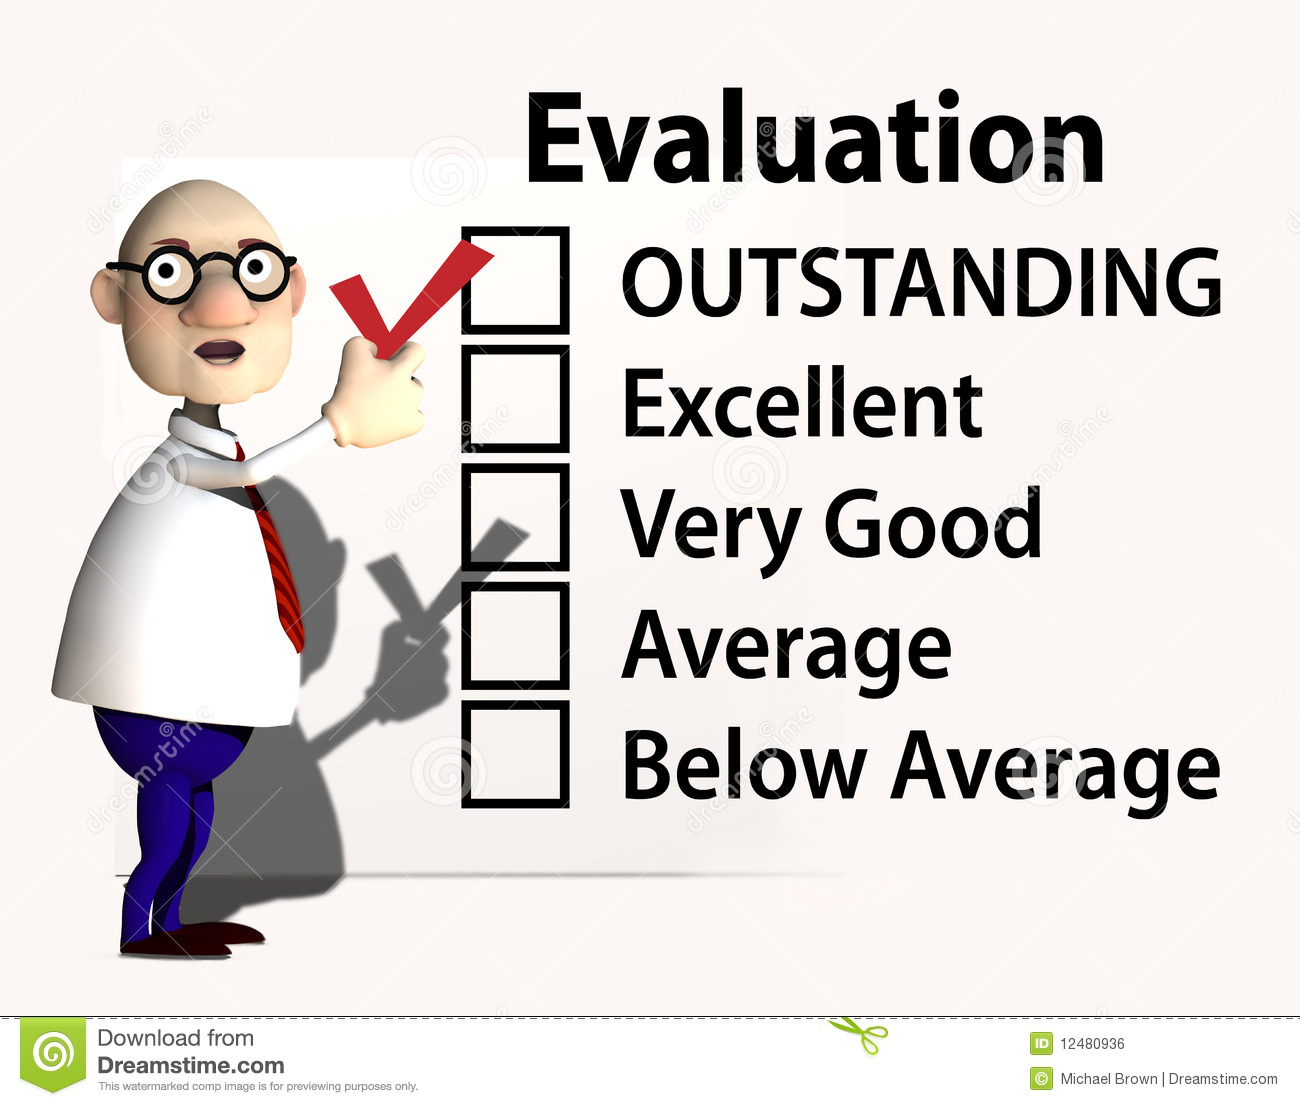 Evaluation
OUTSTANDING
Excellent
Very Good
Average
Below Average
Download from
Dreamstime.com
This watermarked comp image is for previewing purposes only.
ID 12480936
© Michael Brown | Dreamstime.com
dreamstime